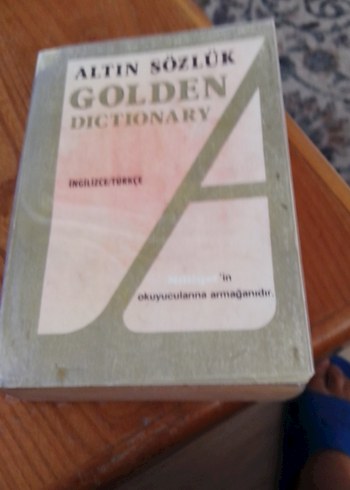 ALTIN SÖZLÜK
GOLDEN
DICTIONARY
İNGİLİZCE/TÜRKÇE
'in
okuyucularına armağanıdır.